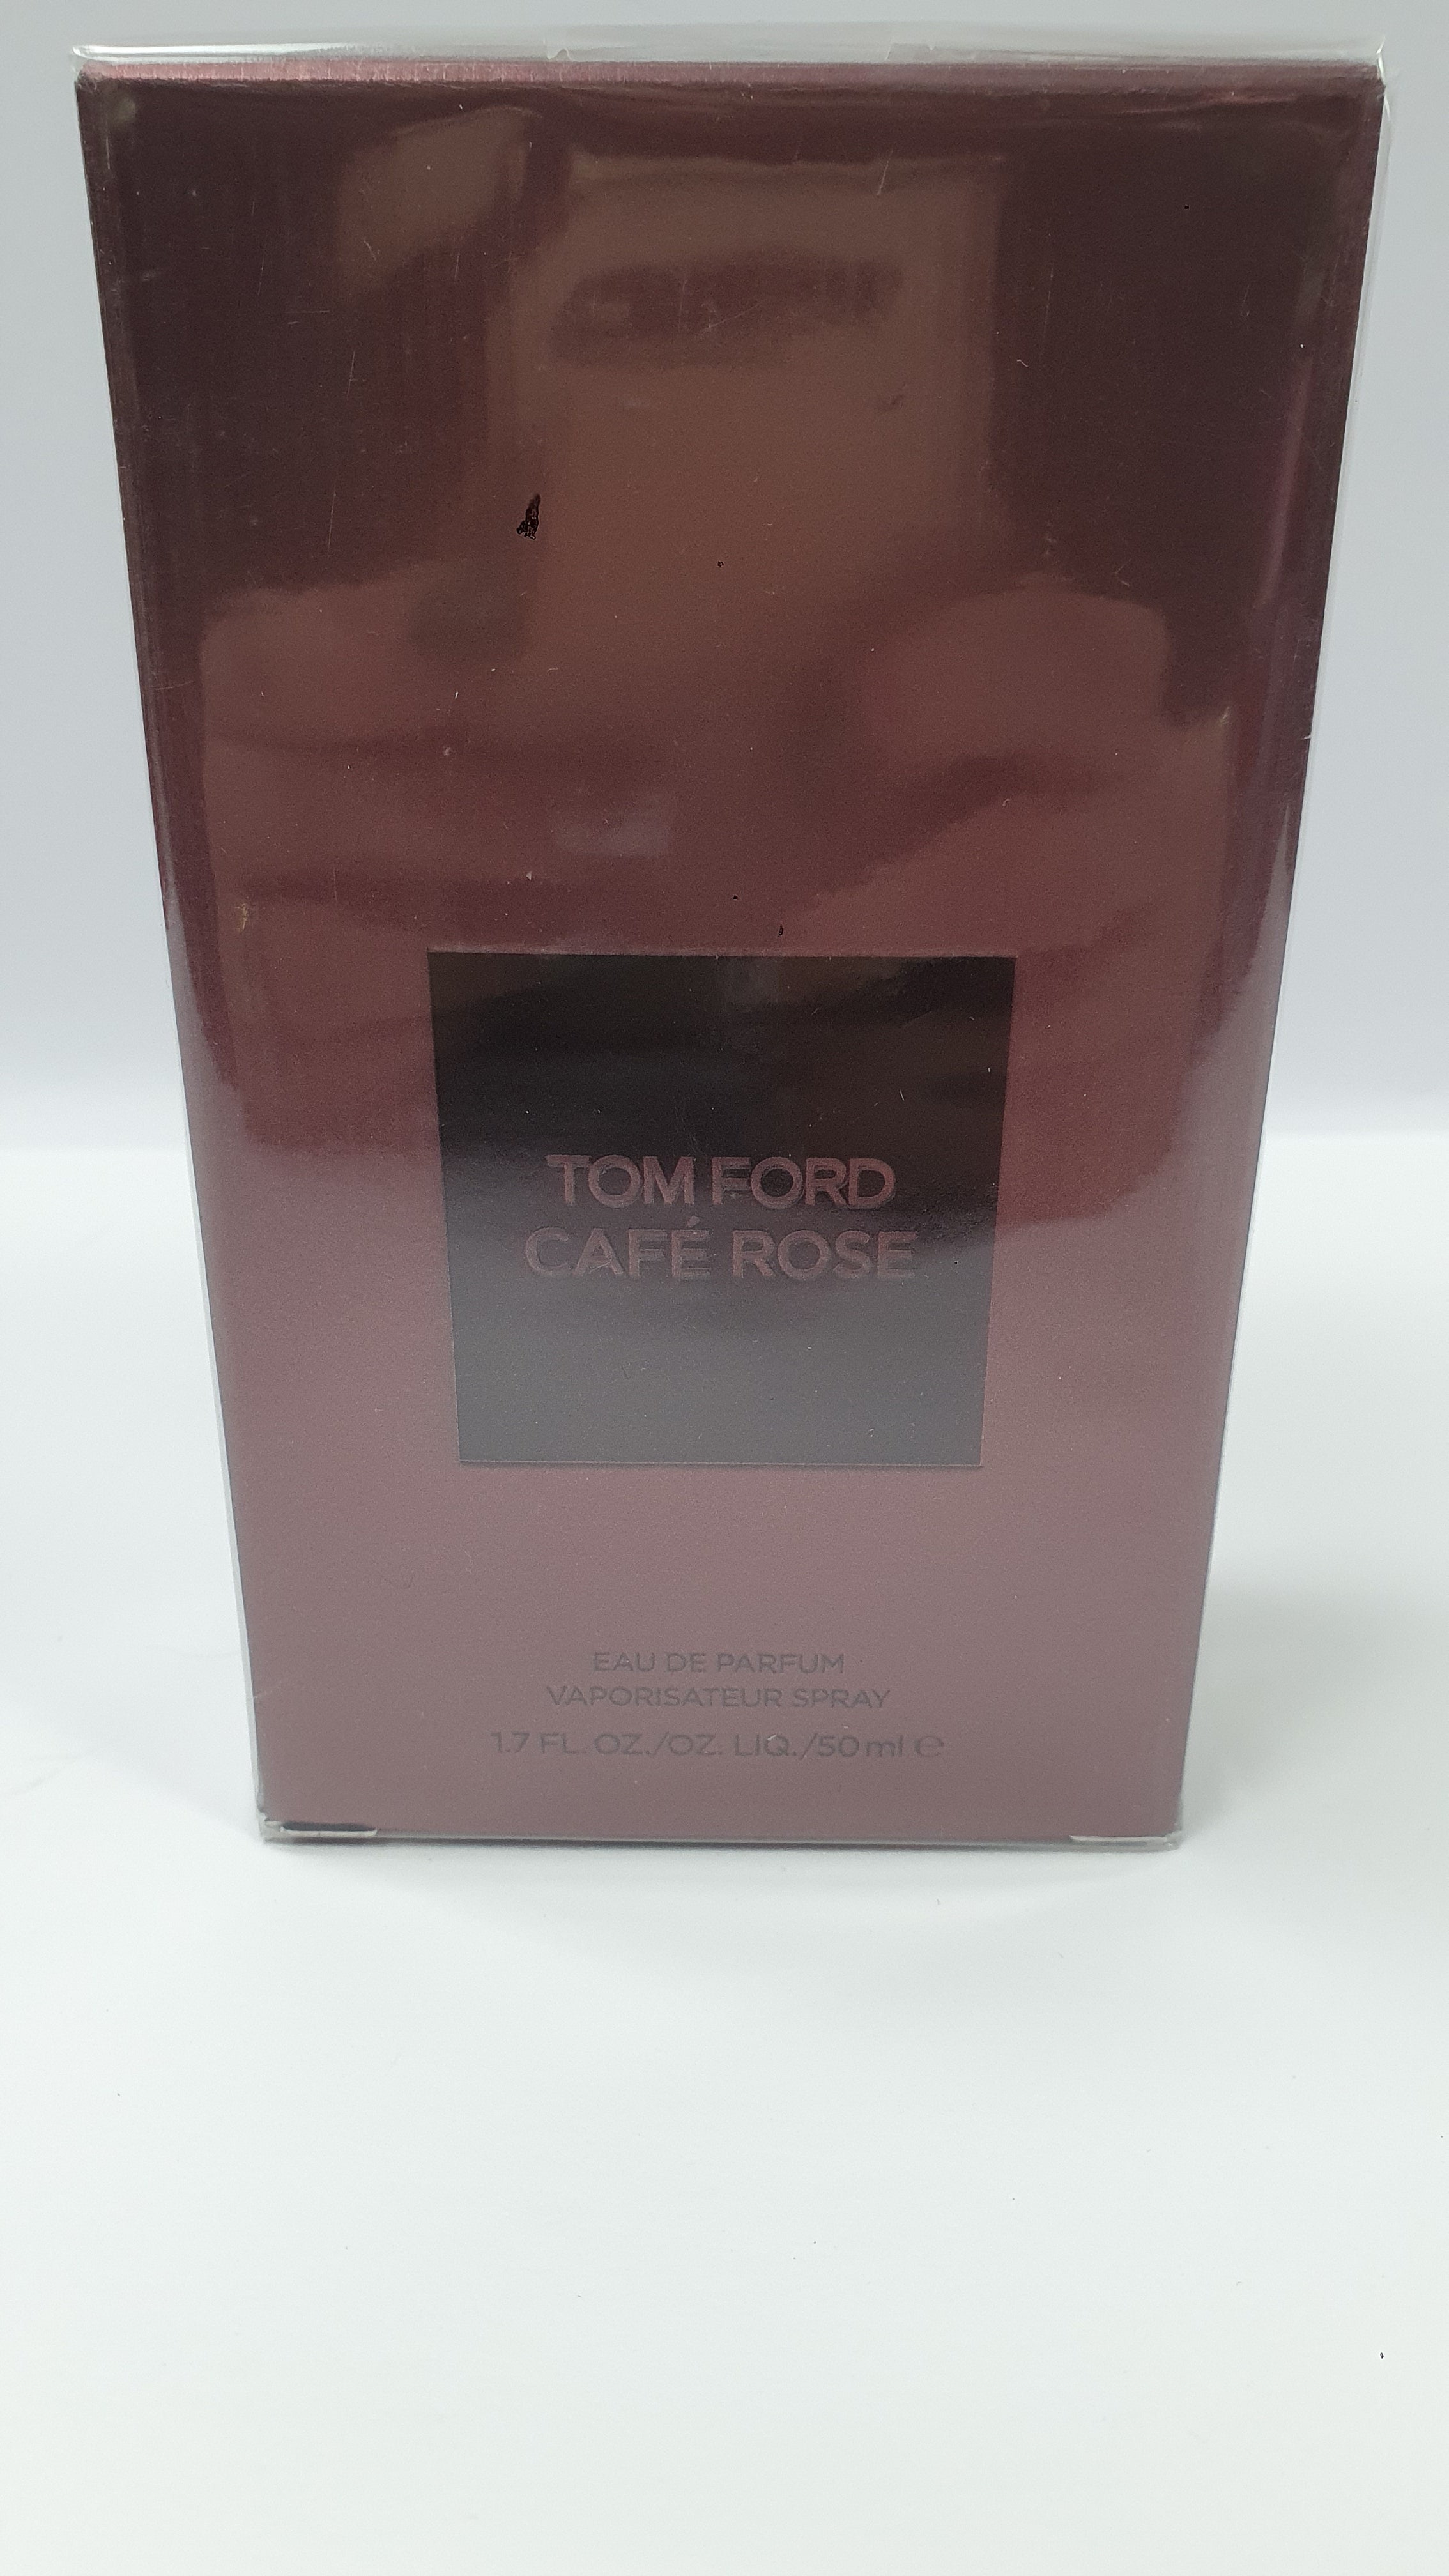 TOM FORD
CAFÉ ROSE
EAU DE PARFUM
VAPORISATEUR SPRAY
1.7 FL. OZ./OZ. LIQ./50 ml ℮